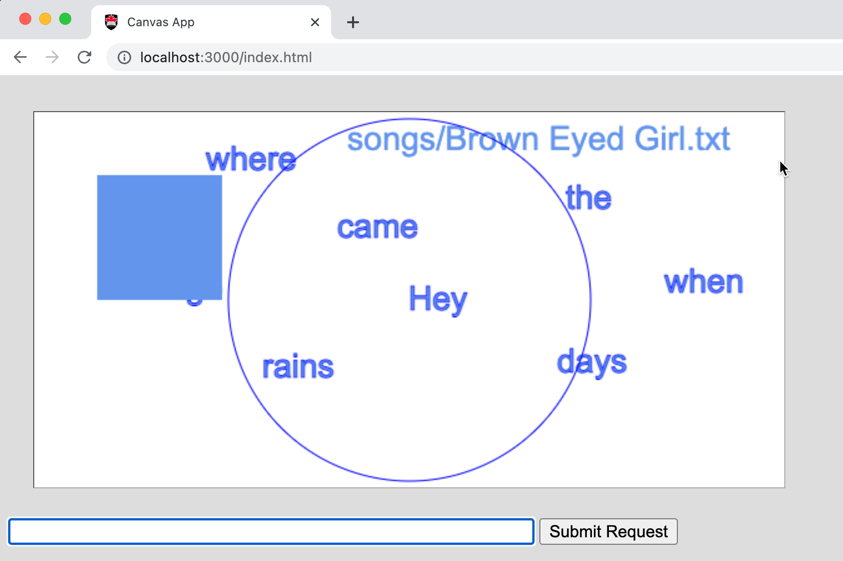 Canvas App
localhost:3000/index.html
songs/Brown Eyed Girl.txt
where
the
came
when
Hey
rains
days
Submit Request